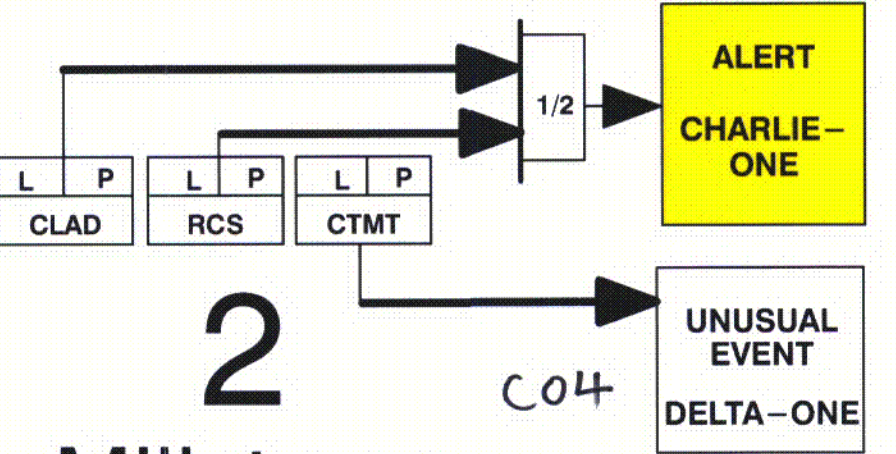 ALERT
CHARLIE-
ONE
1/2
L P
CLAD
L P
RCS
L P
CTMT
2
UNUSUAL
EVENT
DELTA-ONE
C04